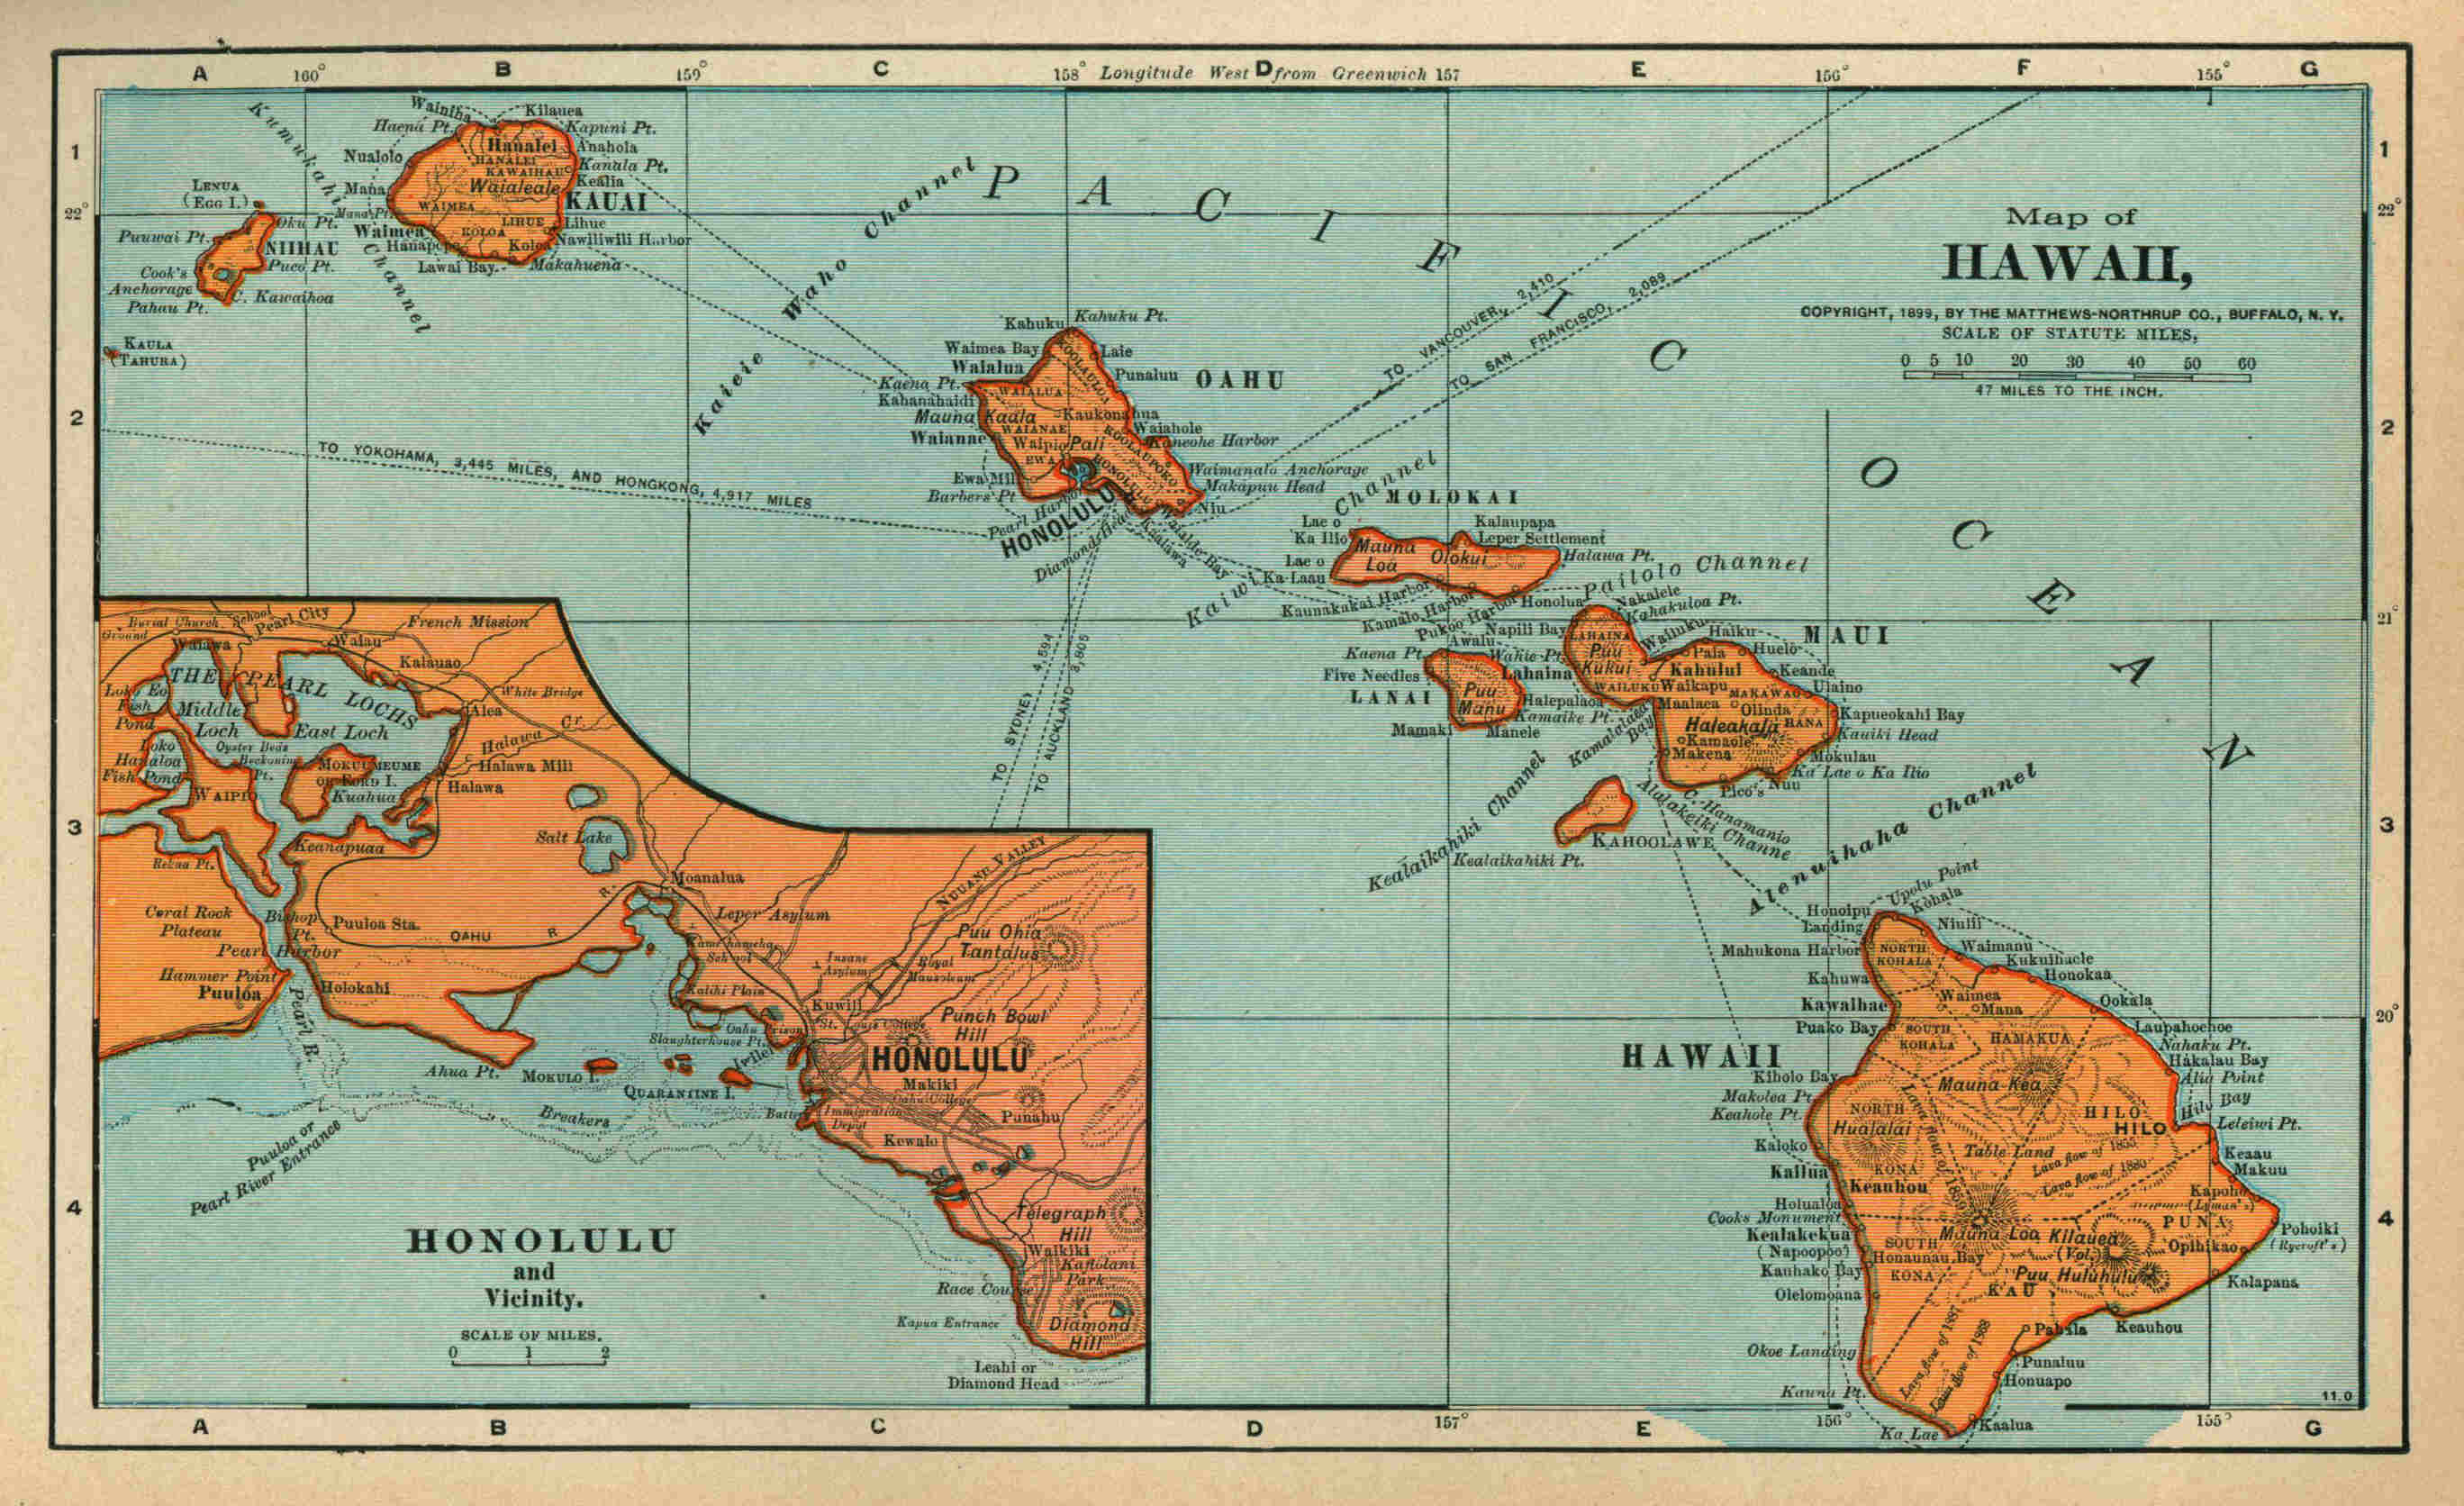 A
160°
B
159°
C
158°
Longitude West D from Greenwich 157
E
156°
F
155°
G
1
22°
2
3
4
Map of
HAWAII,
COPYRIGHT, 1899, BY THE MATTHEWS-NORTHRUP CO., BUFFALO, N. Y.
SCALE OF STATUTE MILES.
0 5 10 20 30 40 50 60
47 MILES TO THE INCH.
PACIFIC
OCEAN
Kumukahi Channel
Kaieie Waho Channel
Wainiha
Kilauea
Haena Pt.
Kapuni Pt.
Hanalei
Anahola
Nualolo
HANALEI
Kanala Pt.
KAWAIHAU
Kealia
Mana
Waialeale
KAUAI
Mana Pt.
WAIMEA
LIHUE
Lihue
Waimea
KOLOA
Hanapepe
Koloa
Nawiliwili Harbor
Lawai Bay
Makahuena
LENUA
(EGG I.)
Oku Pt.
Puuwai Pt.
NIIHAU
Pueo Pt.
Cook's
Anchorage
C. Kawaihoa
Pahau Pt.
KAULA
(TAHURA)
TO YOKOHAMA, 3,445 MILES, AND HONGKONG, 4,917 MILES
TO VANCOUVER, 2,410
TO SAN FRANCISCO, 2,089
TO SYDNEY 4,594
TO AUCKLAND 3,805
Kahuku
Kahuku Pt.
Waimea Bay
KOOLAULOA
Laie
Waialua
Punaluu
OAHU
Kaena Pt.
WAIALUA
Kahanahaidi
Mauna Kaala
Kaukonahua
WAIANAE
Waiahole
Waianae
Waipio
Pali
KOOLAUPOKO
Kaneohe Harbor
EWA
HONOLULU
Waimanalo Anchorage
Ewa Mill
Makapuu Head
Barbers Pt
Niu
Pearl Harbor
HONOLULU
Diamond Head
Kaalawa
Waialae Bay
Kaiwi Channel
MOLOKAI
Lae o
Ka Ilio
Kalaupapa
Leper Settlement
Mauna
Loa
Olokui
Halawa Pt.
Lae o
Ka Laau
Pailolo Channel
Kaunakakai Harbor
Kamalo Harbor
Pukoo Harbor
Honolua
Nakalele
Kahakuloa Pt.
Napili Bay
LAHAINA
Wailuku
Haiku
MAUI
Awalu
Kaena Pt.
Wahie Pt.
Puu
Kukui
Paia
Huelo
Five Needles
Lahaina
Kahului
Keanae
LANAI
Puu
Manu
Halepalaoa
WAILUKU
Waikapu
MAKAWAO
Ulaino
Kamaike Pt.
Maalaea
Olinda
Mamaki
Manele
Haleakala
HANA
Kapueokahi Bay
Kauiki Head
Kamaole
Makena
Mokulau
Ka Lae o Ka Ilio
Nuu
Pico's
C. Hanamanio
Alalakeiki Channe
Kealaikahiki Channel
KAHOOLAWE
Kealaikahiki Pt.
Alenuihaha Channel
21°
20°
Upolu Point
Kohala
Honoipu
Landing
Niulii
Mahukona Harbor
NORTH
KOHALA
Waimanu
Kukuihaele
Kahuwa
Honokaa
Kawaihae
Waimea
Mana
Ookala
Puako Bay
SOUTH
KOHALA
HAMAKUA
Laupahoehoe
Nahaku Pt.
HAWAII
Hakalau Bay
Kiholo Bay
Mauna Kea
Alia Point
Makolea Pt
Keahole Pt.
NORTH
HILO
Hilo Bay
Hualalai
HILO
Leleiwi Pt.
Kaloko
Table Land
Lava flow of 1855
Keaau
Kailua
KONA
Lava flow of 1880
Makuu
Keauhou
Lava flow of 1859
Kapoho
(Lyman's)
Holualoa
Cooks Monument
PUNA
Pohoiki
(Rycroft's)
Kealakekua
(Napoopoo)
SOUTH
Mauna Loa
Kilauea
(Vol.)
Opihikao
Honaunau Bay
Kauhako Bay
KONA
Puu Huluhulu
Kalapana
Olelomoana
KAU
Lava flow of 1887
Lava flow of 1868
Pahala
Keauhou
Okoe Landing
Punaluu
Honuapo
Kauna Pt.
Kaalua
Ka Lae
11.0
HONOLULU
and
Vicinity.
SCALE OF MILES.
0 1 2
Burial
Ground
Church
School
Pearl City
French Mission
Waiawa
Waiau
Kalauao
THE PEARL LOCHS
Loko Eo
Fish
Pond
Middle
Loch
White Bridge
Aiea
East Loch
Halawa Cr.
Loko
Hanaloa
Fish Pond
Oyster Beds
Beckoning
Pt.
MOKUUMEUME
OR FORD I.
Halawa Mill
WAIPIO
Kuahua
Halawa
Salt Lake
Keanapuaa
Moanalua
NUUANU VALLEY
Coral Rock
Plateau
Bishop
Pt.
Puuloa Sta.
OAHU R. R.
Leper Asylum
Pearl Harbor
Kamehameha
School
Puu Ohia
Tantalus
Insane
Asylum
Royal
Mausoleum
Hammer Point
Puuloa
Holokahi
Kalihi Plain
Kuwili
Pearl R.
St. Louis College
Punch Bowl
Hill
Oahu Prison
Slaughterhouse Pt.
Iwilei
HONOLULU
Ahua Pt.
MOKULO I.
QUARANTINE I.
Makiki
Oahu College
Breakers
Immigration
Depot
Punahu
Kewalo
Puuloa or
Pearl River Entrance
Telegraph
Hill
Waikiki
Kapiolani
Park
Race Course
Kapua Entrance
Diamond
Hill
Leahi or
Diamond Head